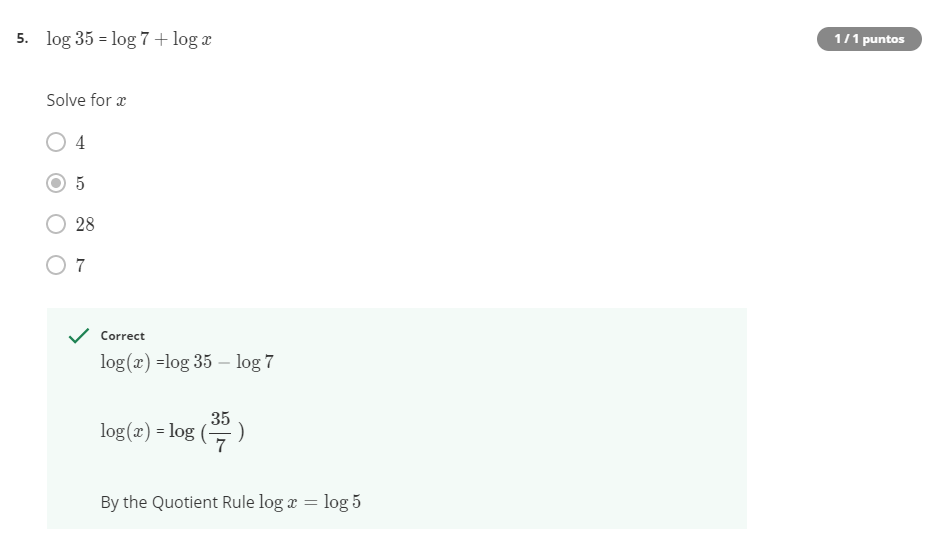 5. log 35 = log 7 + log x
1 / 1 puntos
Solve for x
4
5
28
7
Correct
log(x) =log 35 − log 7
log(x) = log (35/7)
By the Quotient Rule log x = log 5